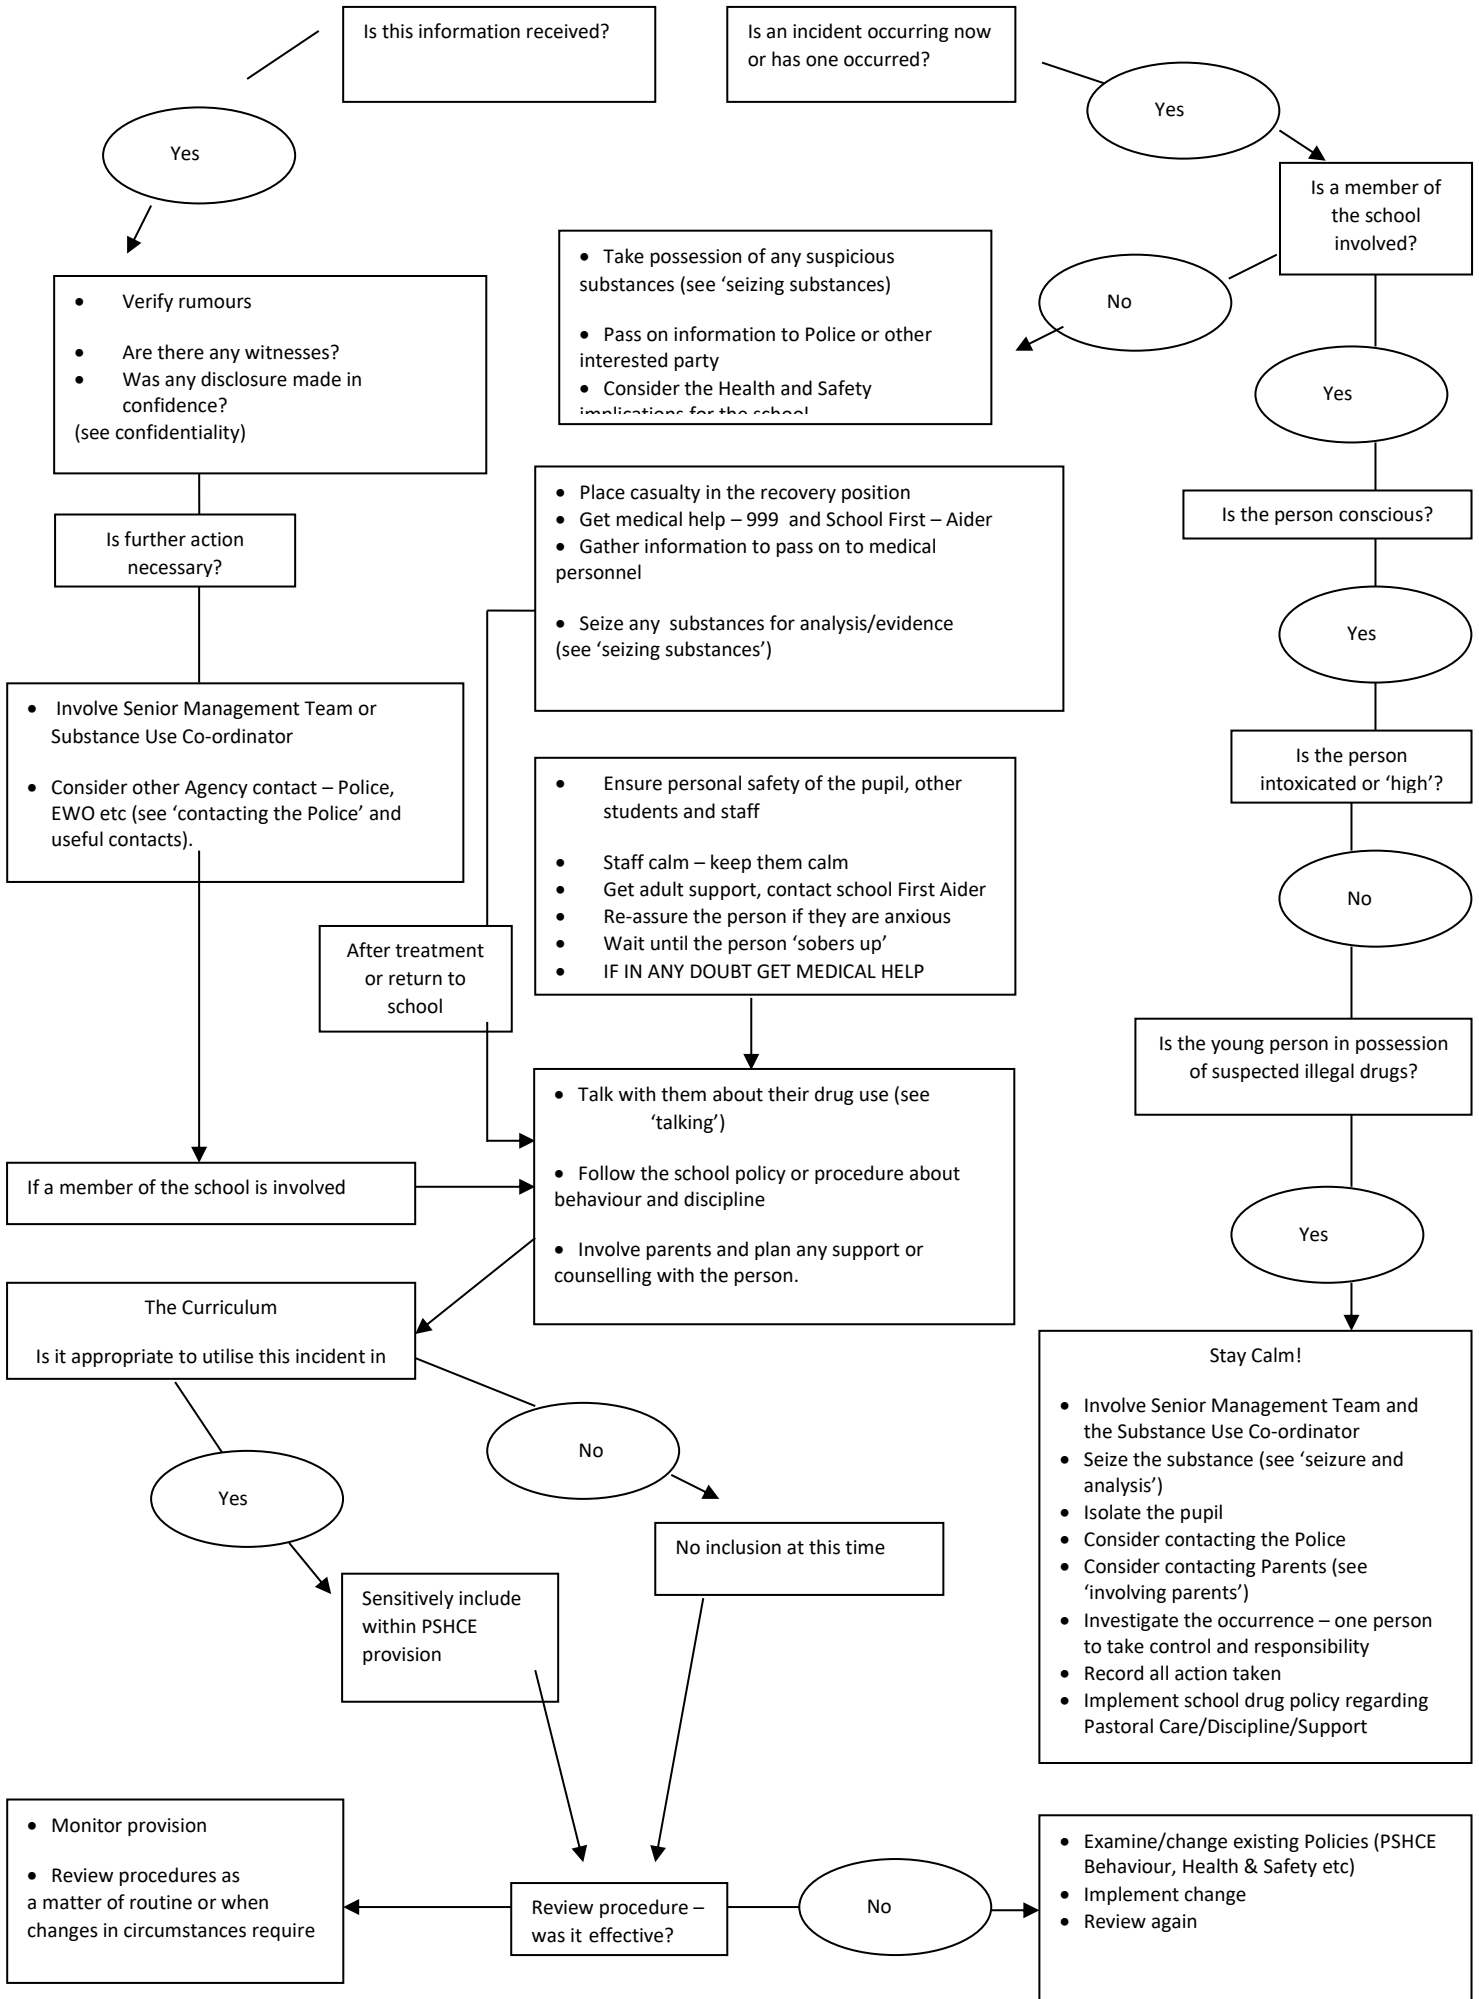 Is this information received?
Is an incident occurring now
or has one occurred?
Yes
Yes
Is a member of
the school
involved?
• Take possession of any suspicious
substances (see ‘seizing substances)
• Pass on information to Police or other
interested party
• Consider the Health and Safety
implications for the school
No
• Verify rumours
• Are there any witnesses?
• Was any disclosure made in
confidence?
(see confidentiality)
Yes
• Place casualty in the recovery position
• Get medical help – 999 and School First – Aider
• Gather information to pass on to medical
personnel
• Seize any substances for analysis/evidence
(see ‘seizing substances’)
Is the person conscious?
Is further action
necessary?
Yes
• Involve Senior Management Team or
Substance Use Co-ordinator
• Consider other Agency contact – Police,
EWO etc (see ‘contacting the Police’ and
useful contacts).
Is the person
intoxicated or ‘high’?
• Ensure personal safety of the pupil, other
students and staff
• Staff calm – keep them calm
• Get adult support, contact school First Aider
• Re-assure the person if they are anxious
• Wait until the person ‘sobers up’
• IF IN ANY DOUBT GET MEDICAL HELP
No
After treatment
or return to
school
Is the young person in possession
of suspected illegal drugs?
• Talk with them about their drug use (see
‘talking’)
• Follow the school policy or procedure about
behaviour and discipline
• Involve parents and plan any support or
counselling with the person.
If a member of the school is involved
Yes
The Curriculum
Is it appropriate to utilise this incident in
Stay Calm!
• Involve Senior Management Team and
the Substance Use Co-ordinator
• Seize the substance (see ‘seizure and
analysis’)
• Isolate the pupil
• Consider contacting the Police
• Consider contacting Parents (see
‘involving parents’)
• Investigate the occurrence – one person
to take control and responsibility
• Record all action taken
• Implement school drug policy regarding
Pastoral Care/Discipline/Support
No
Yes
No inclusion at this time
Sensitively include
within PSHCE
provision
• Monitor provision
• Review procedures as
a matter of routine or when
changes in circumstances require
Review procedure –
was it effective?
No
• Examine/change existing Policies (PSHCE
Behaviour, Health & Safety etc)
• Implement change
• Review again